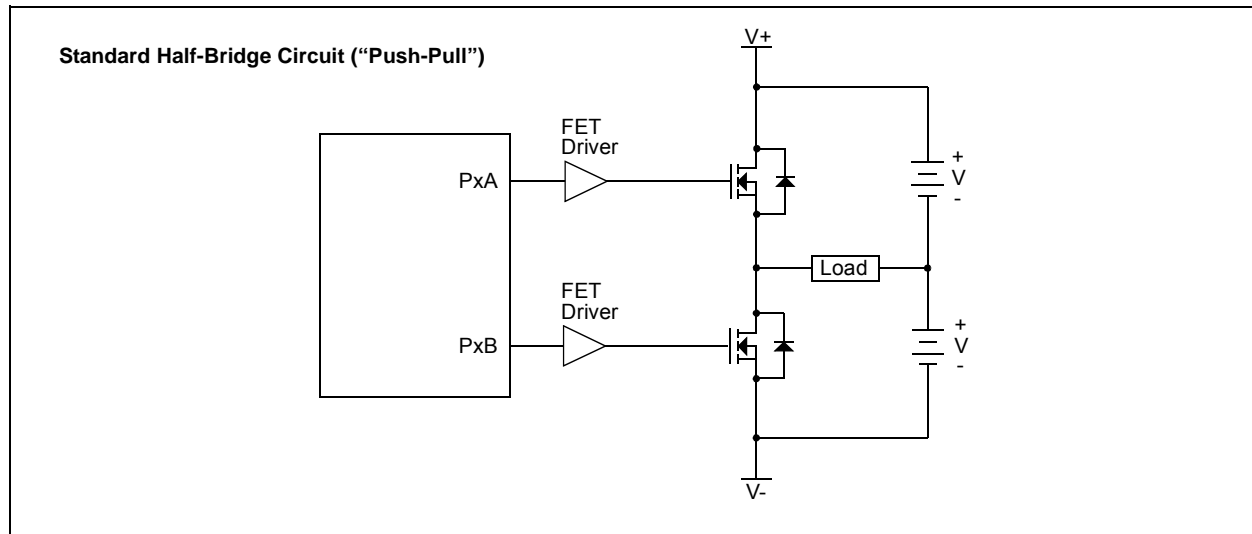 Standard Half-Bridge Circuit (“Push-Pull”)
V+
FET
Driver
PxA
+
V
-
Load
FET
Driver
PxB
+
V
-
V-